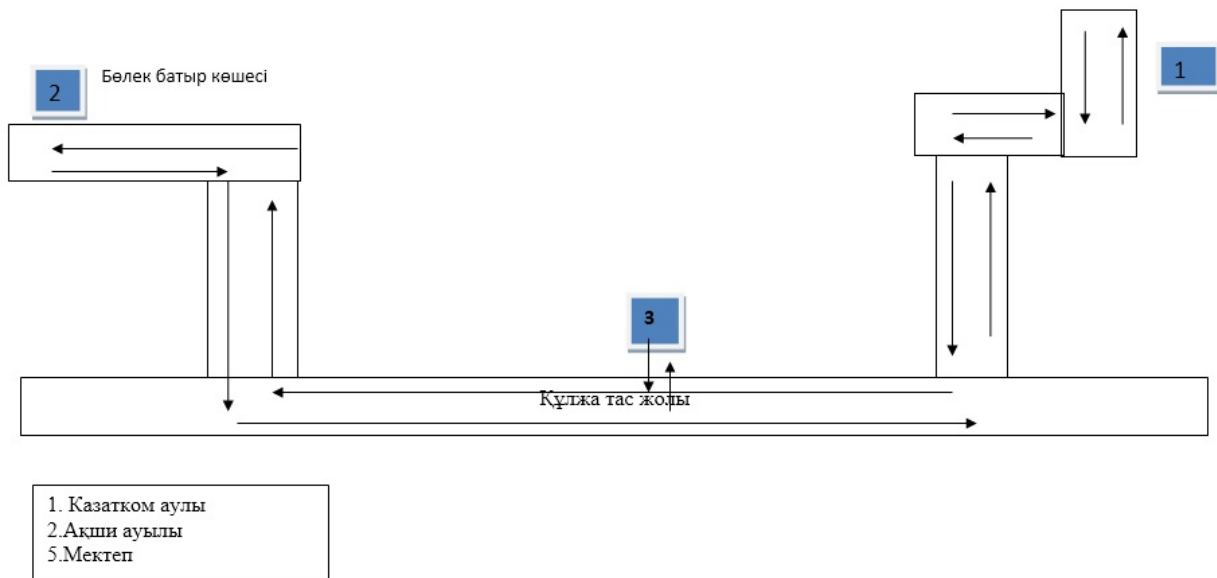 1
2
Бөлек батыр көшесі
3
Құлжа тас жолы
1. Казатком аулы
2.Ақши ауылы
5.Мектеп